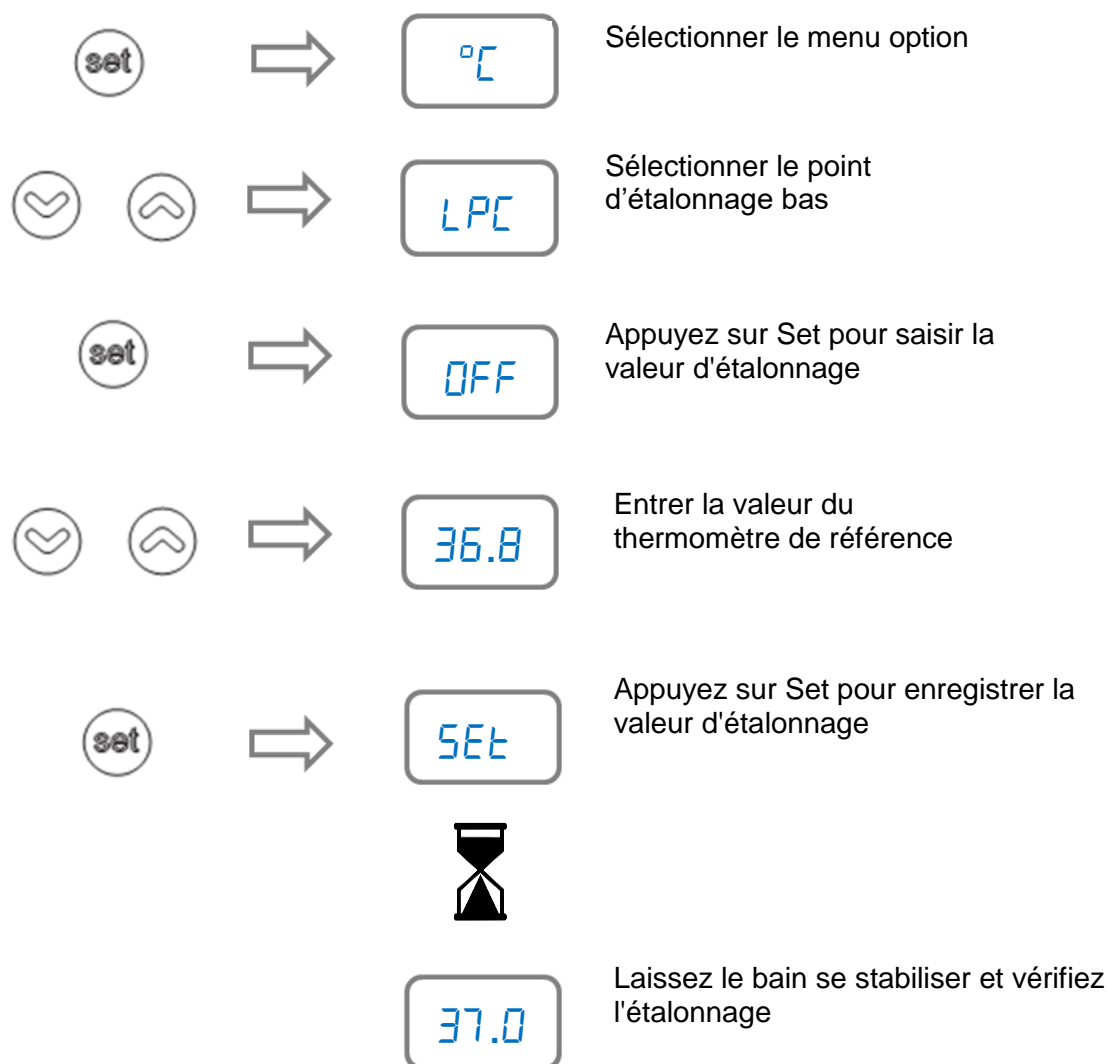 set
°C
Sélectionner le menu option
LPC
Sélectionner le point
d’étalonnage bas
set
OFF
Appuyez sur Set pour saisir la
valeur d'étalonnage
36.8
Entrer la valeur du
thermomètre de référence
set
SEt
Appuyez sur Set pour enregistrer la
valeur d'étalonnage
37.0
Laissez le bain se stabiliser et vérifiez
l'étalonnage